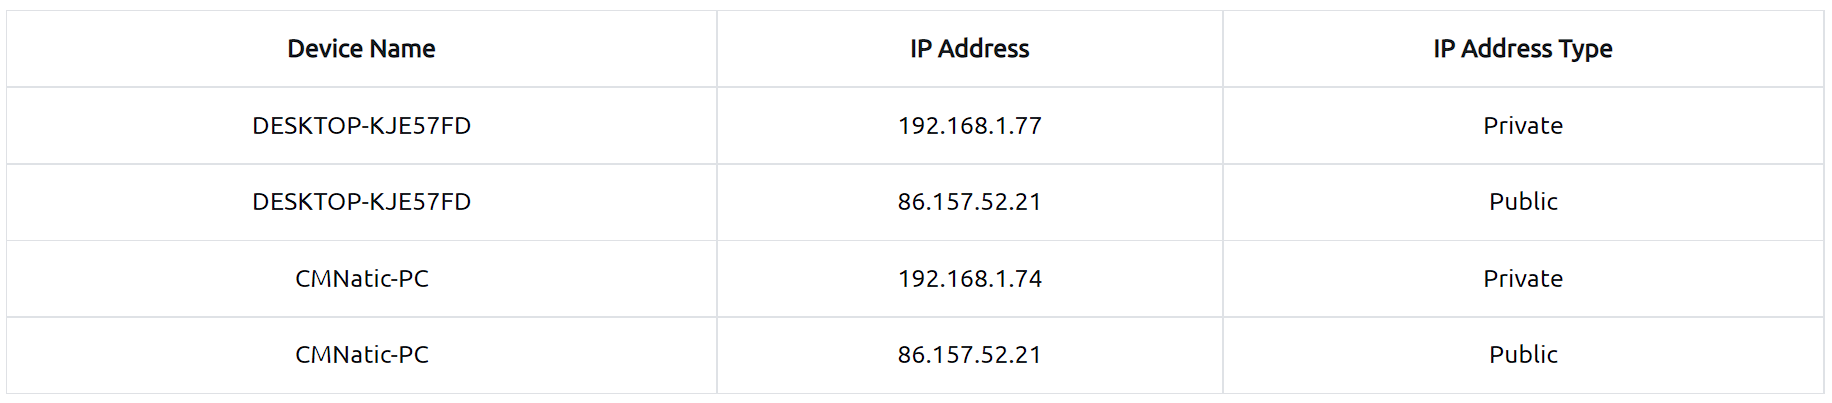 Device Name IP Address IP Address Type
DESKTOP-KJE57FD 192.168.1.77 Private
DESKTOP-KJE57FD 86.157.52.21 Public
CMNatic-PC 192.168.1.74 Private
CMNatic-PC 86.157.52.21 Public